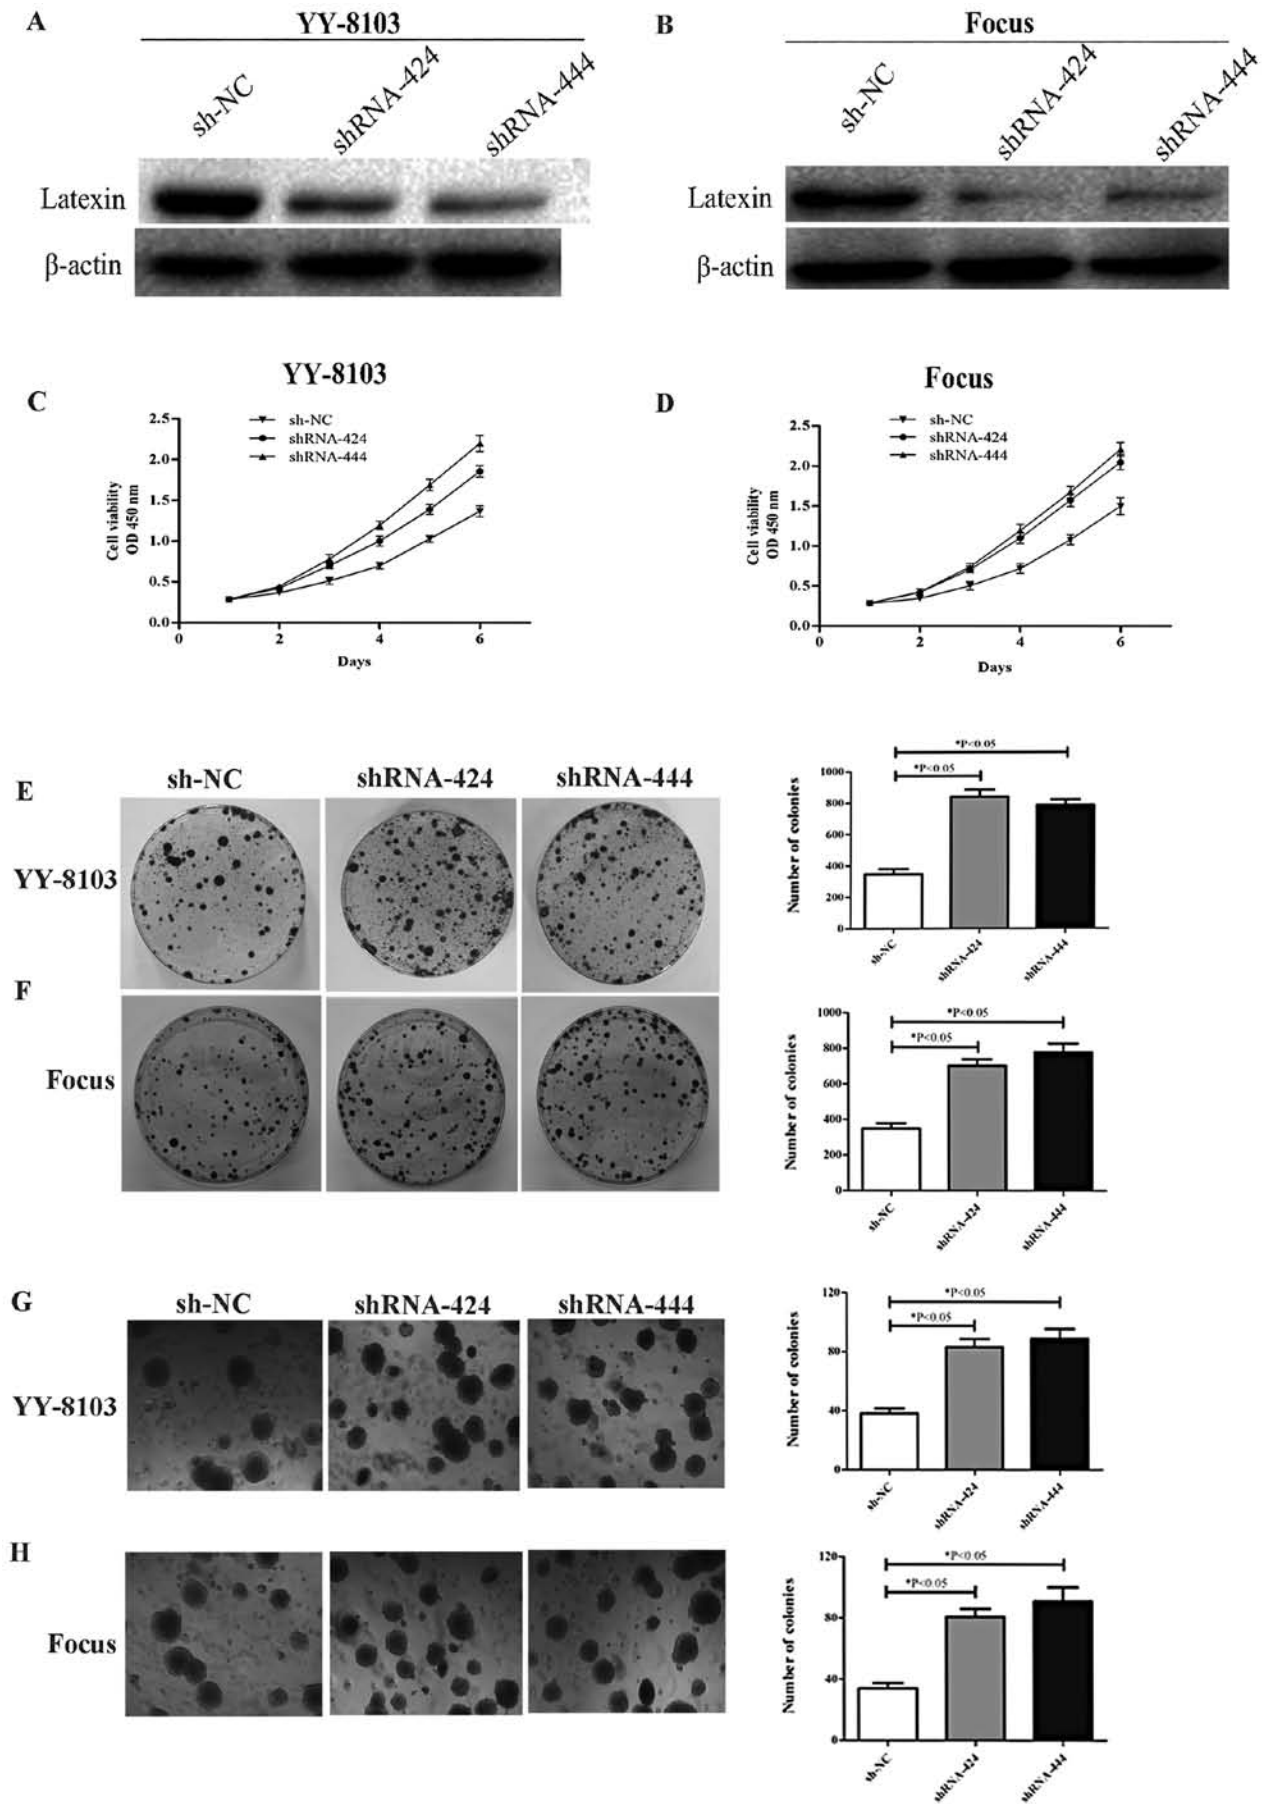 A
YY-8103
sh-NC
shRNA-424
shRNA-444
Latexin
β-actin
B
Focus
sh-NC
shRNA-424
shRNA-444
Latexin
β-actin
C
YY-8103
sh-NC
shRNA-424
shRNA-444
Cell viability
OD 450 nm
2.5
2.0
1.5
1.0
0.5
0.0
0 2 4 6
Days
D
Focus
sh-NC
shRNA-424
shRNA-444
Cell viability
OD 450 nm
2.5
2.0
1.5
1.0
0.5
0.0
0 2 4 6
Days
E
sh-NC shRNA-424 shRNA-444
YY-8103
*P<0.05
*P<0.05
Number of colonies
1000
800
600
400
200
0
sh-NC
shRNA-424
shRNA-444
F
Focus
*P<0.05
*P<0.05
Number of colonies
1000
800
600
400
200
0
sh-NC
shRNA-424
shRNA-444
G
sh-NC shRNA-424 shRNA-444
YY-8103
*P<0.05
*P<0.05
Number of colonies
120
80
40
0
sh-NC
shRNA-424
shRNA-444
H
Focus
*P<0.05
*P<0.05
Number of colonies
120
80
40
0
sh-NC
shRNA-424
shRNA-444